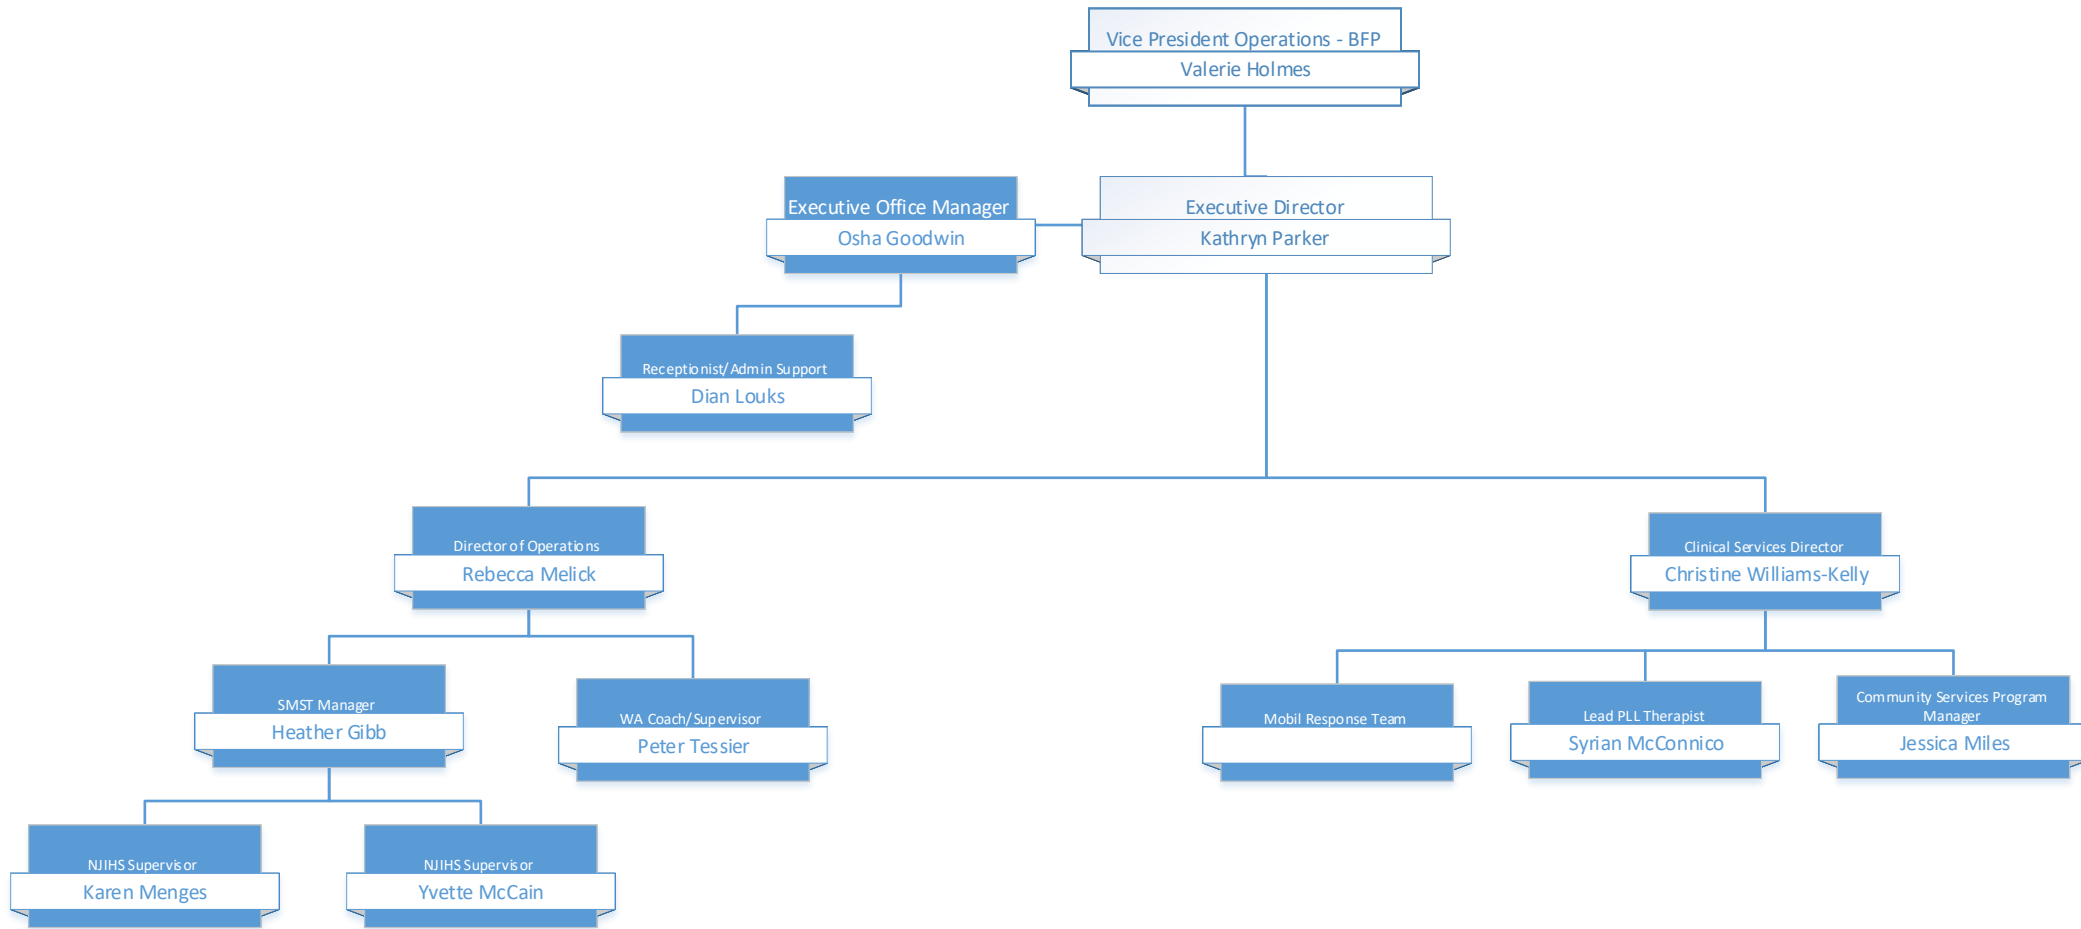 Vice President Operations - BFP
Valerie Holmes
Executive Office Manager
Osha Goodwin
Executive Director
Kathryn Parker
Receptionist/Admin Support
Dian Louks
Director of Operations
Rebecca Melick
Clinical Services Director
Christine Williams-Kelly
SMST Manager
Heather Gibb
WA Coach/Supervisor
Peter Tessier
Mobil Response Team
Lead PLL Therapist
Syrian McConnico
Community Services Program
Manager
Jessica Miles
NJIHS Supervisor
Karen Menges
NJIHS Supervisor
Yvette McCain